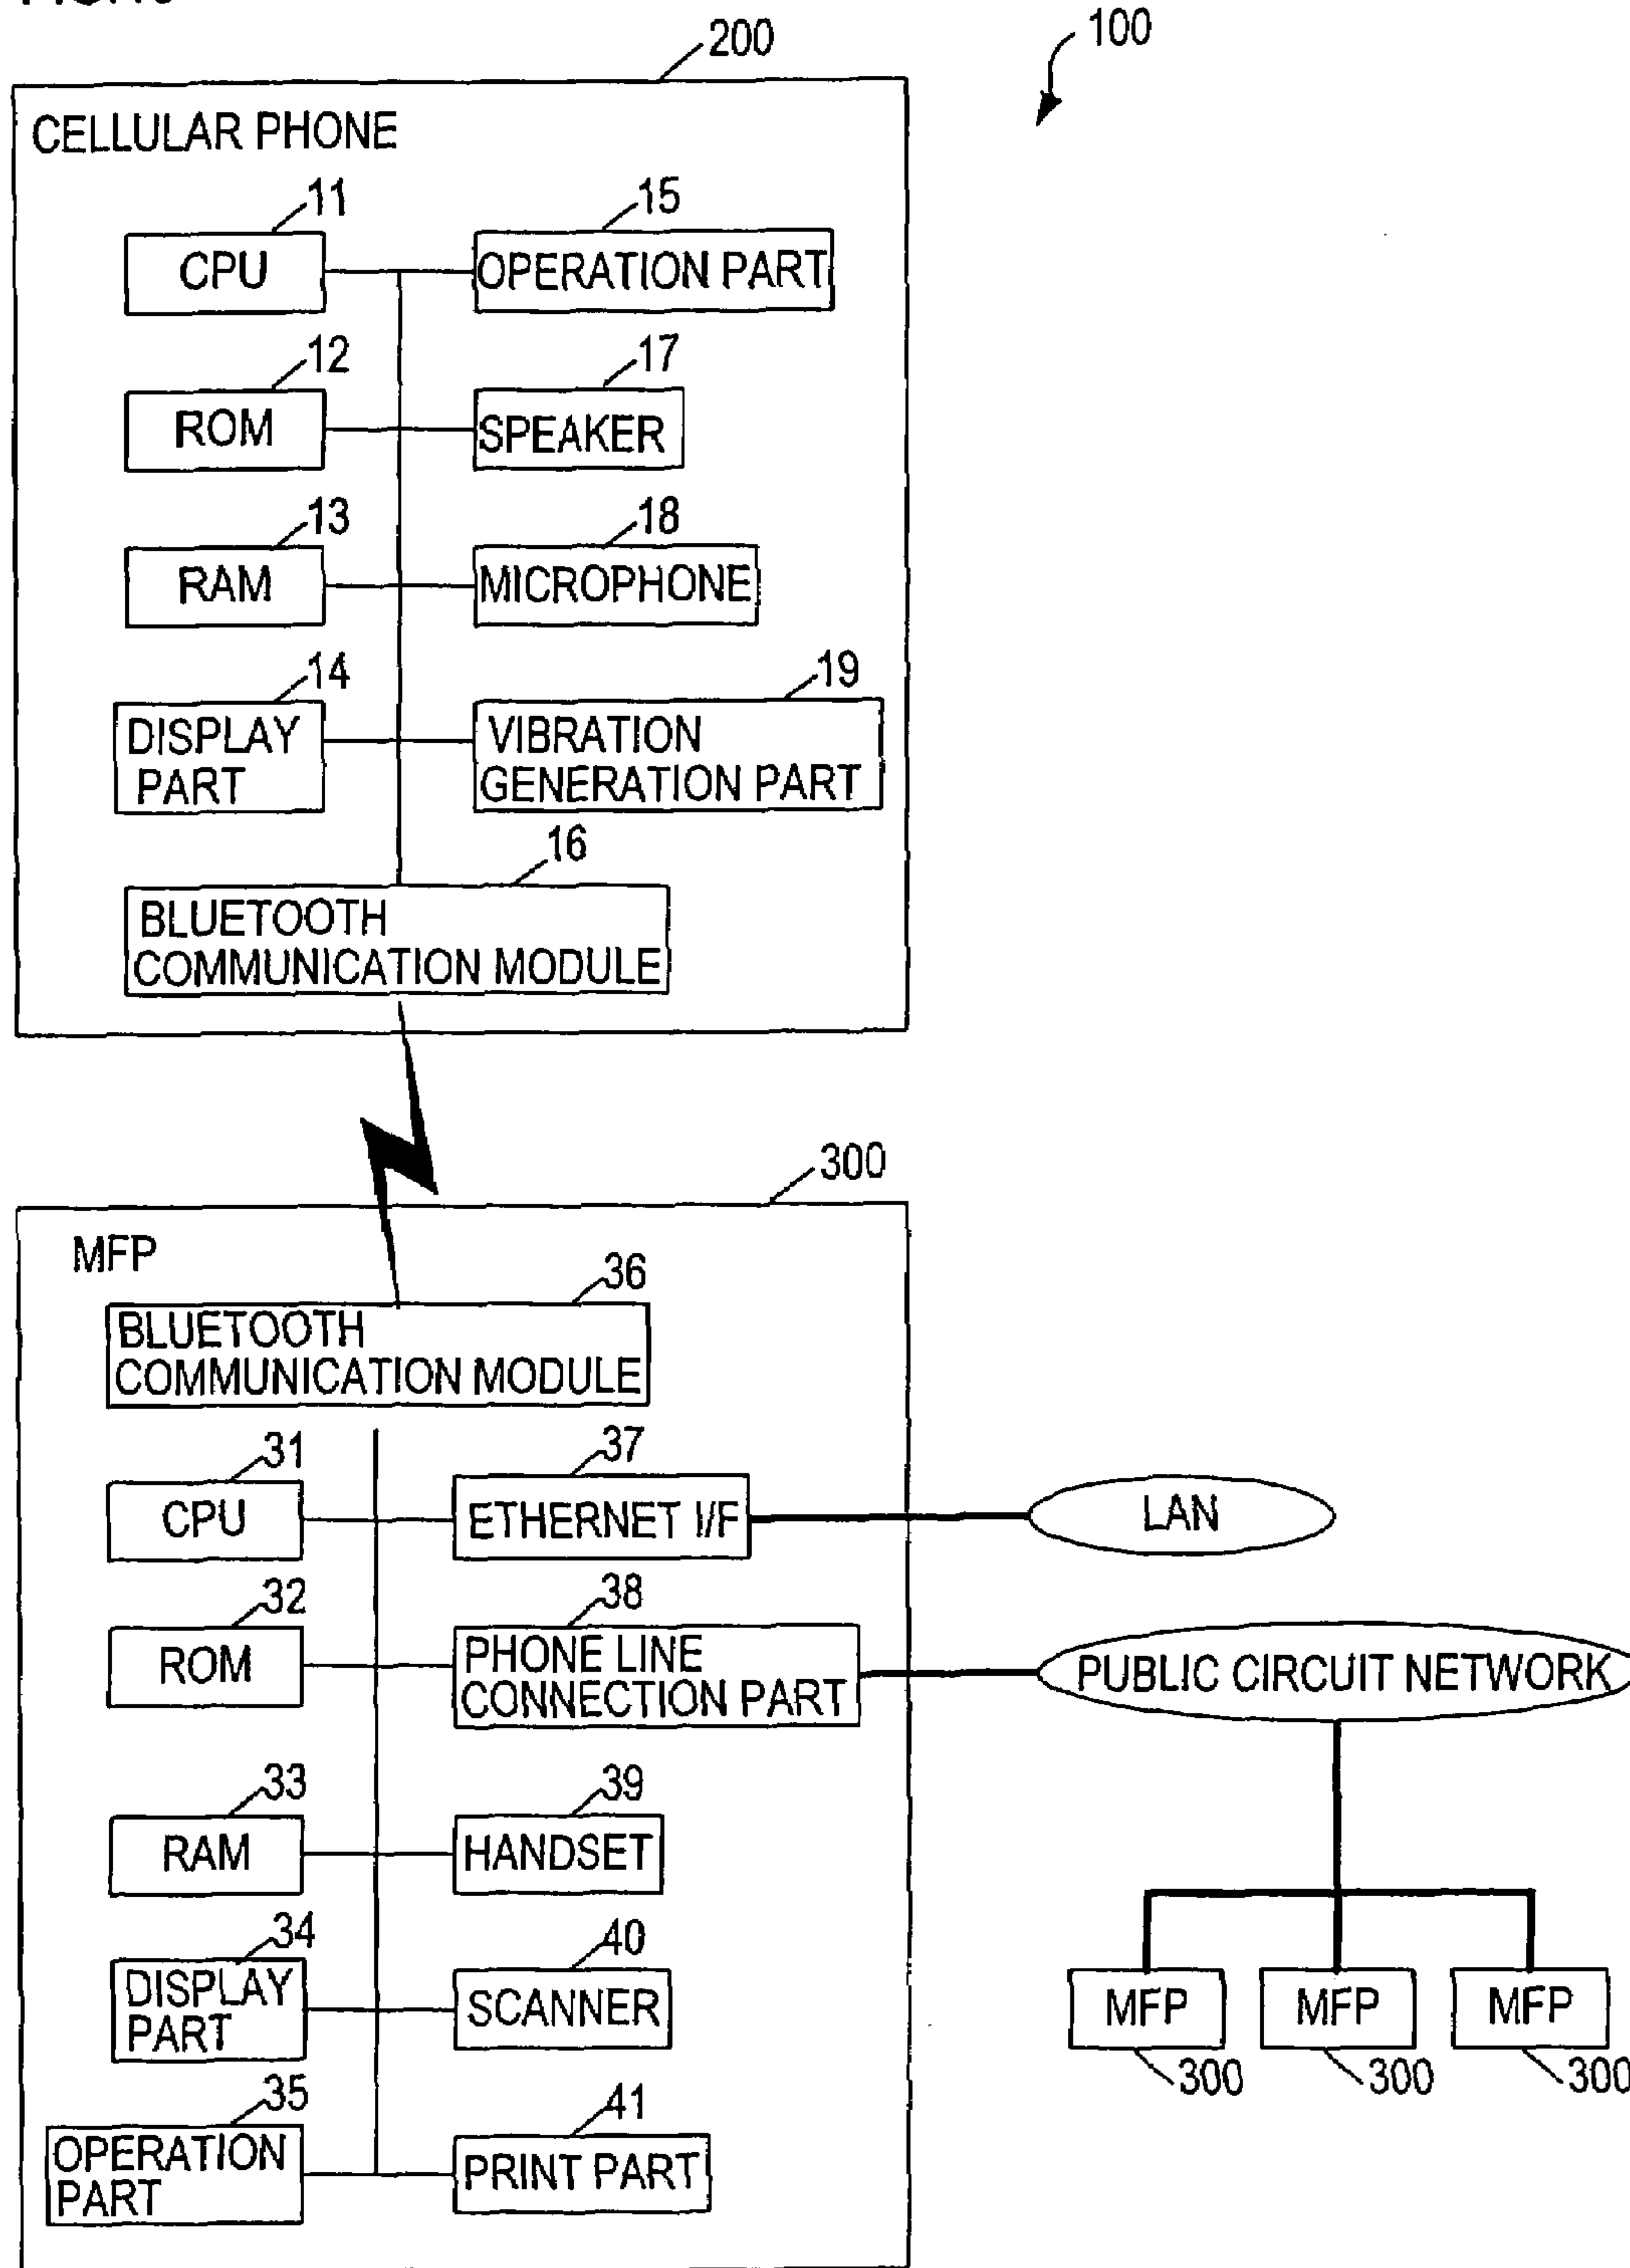 200
100
CELLULAR PHONE
11
15
CPU
OPERATION PART
12
17
ROM
SPEAKER
13
18
RAM
MICROPHONE
14
19
DISPLAY
PART
VIBRATION
GENERATION PART
16
BLUETOOTH
COMMUNICATION MODULE
300
MFP
36
BLUETOOTH
COMMUNICATION MODULE
31
37
CPU
ETHERNET I/F
LAN
32
38
ROM
PHONE LINE
CONNECTION PART
PUBLIC CIRCUIT NETWORK
33
39
RAM
HANDSET
34
40
DISPLAY
PART
SCANNER
MFP
MFP
MFP
300
300
300
35
41
OPERATION
PART
PRINT PART